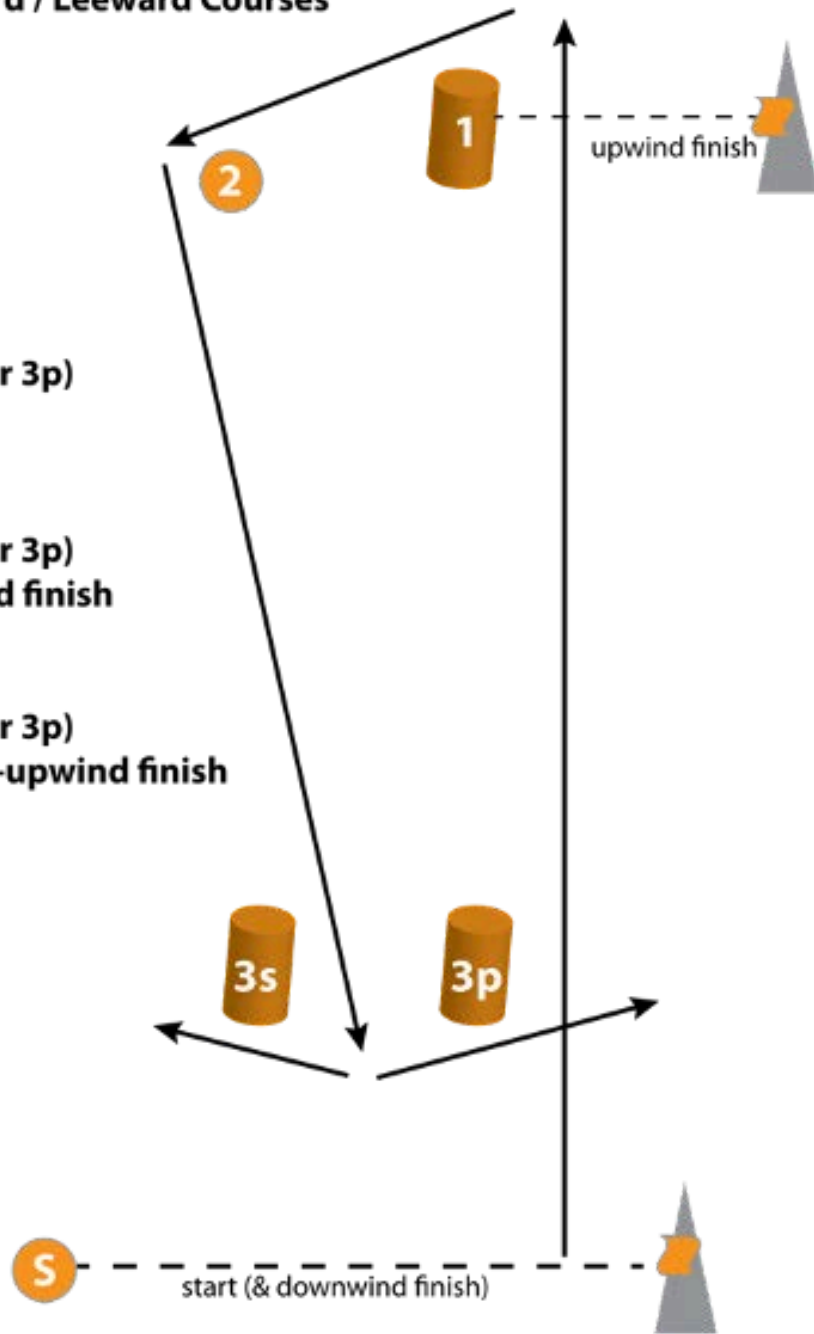 / Leeward Courses
1
upwind finish
2
r 3p)
r 3p)
d finish
r 3p)
-upwind finish
3s
3p
S
start (& downwind finish)